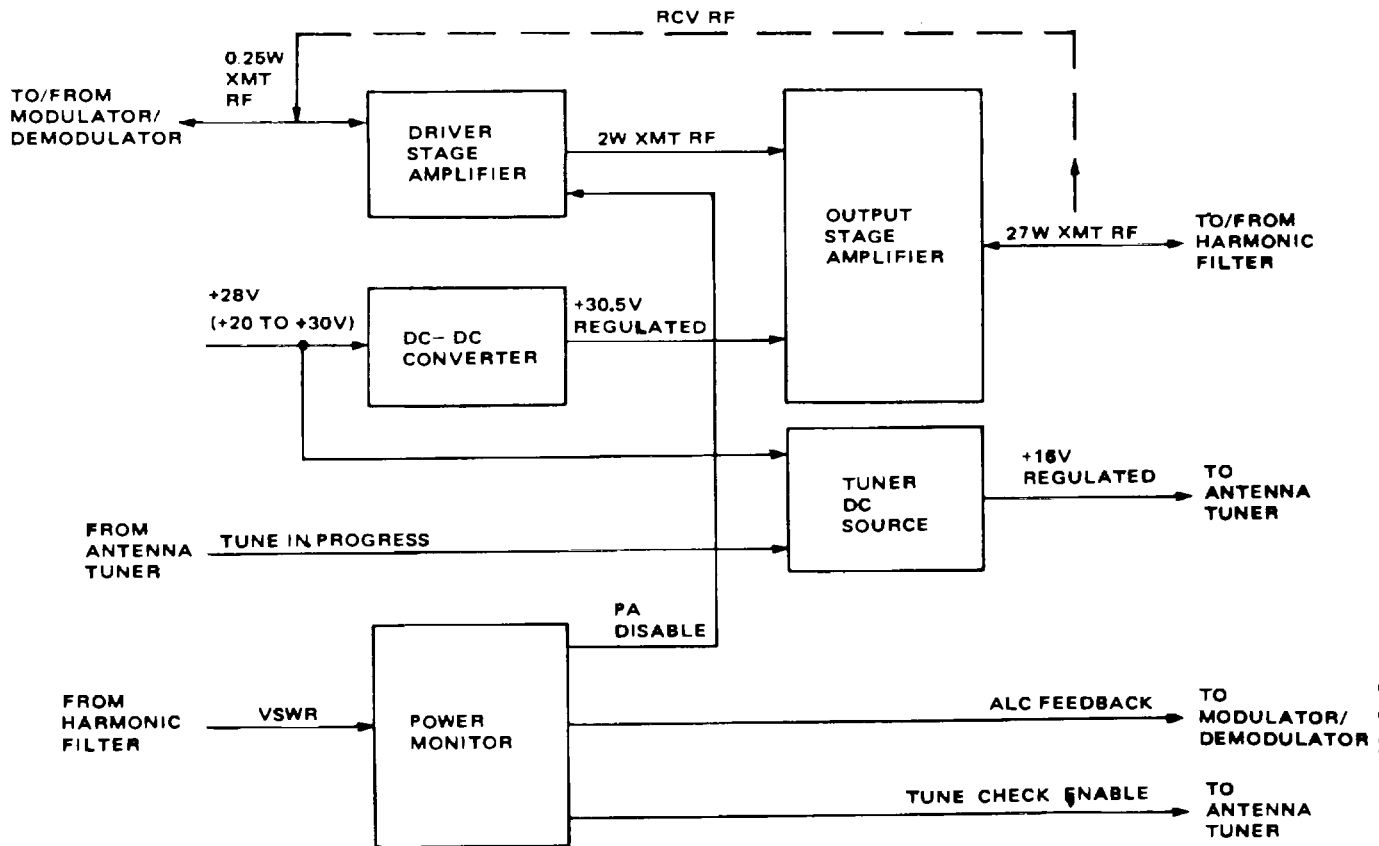 RCV RF
0.25W
XMT
RF
TO/FROM
MODULATOR/
DEMODULATOR
DRIVER
STAGE
AMPLIFIER
2W XMT RF
OUTPUT
STAGE
AMPLIFIER
27W XMT RF
TO/FROM
HARMONIC
FILTER
+28V
(+20 TO +30V)
DC-DC
CONVERTER
+30.5V
REGULATED
TUNER
DC
SOURCE
+16V
REGULATED
TO
ANTENNA
TUNER
FROM
ANTENNA
TUNER
TUNE IN PROGRESS
PA
DISABLE
FROM
HARMONIC
FILTER
VSWR
POWER
MONITOR
ALC FEEDBACK
TO
MODULATOR/
DEMODULATOR
TUNE CHECK ENABLE
TO
ANTENNA
TUNER